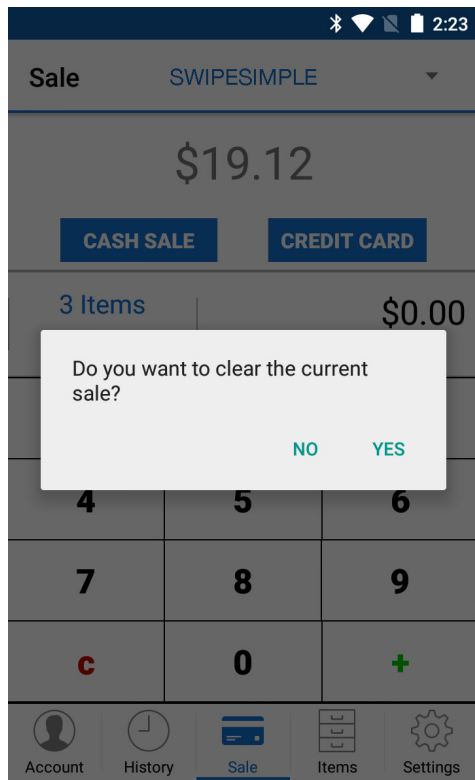 2:23
Sale SWIPESIMPLE
$19.12
CASH SALE CREDIT CARD
3 Items $0.00
Do you want to clear the current
sale?
NO YES
4 5 6
7 8 9
c 0 +
Account History Sale Items Settings